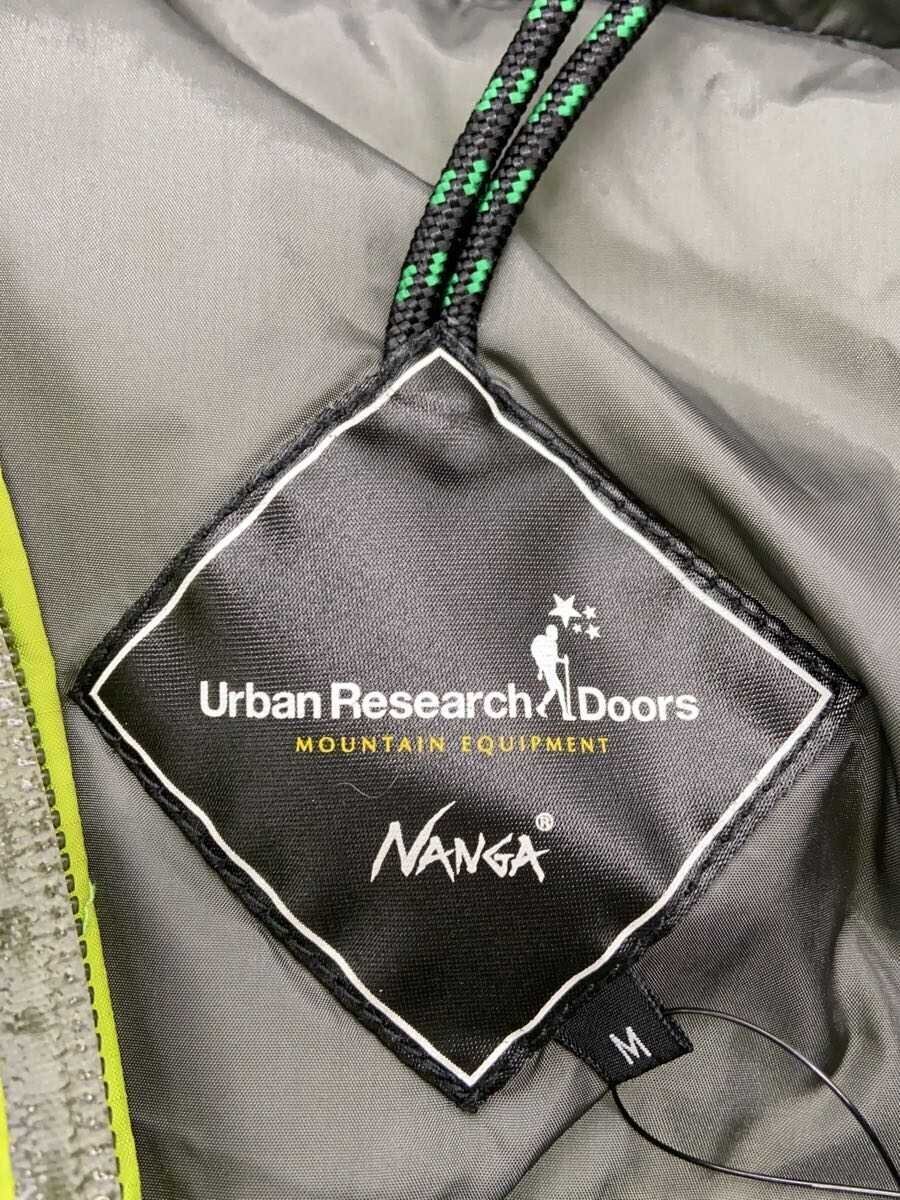 Urban Research Doors
MOUNTAIN EQUIPMENT
NANGA®
M